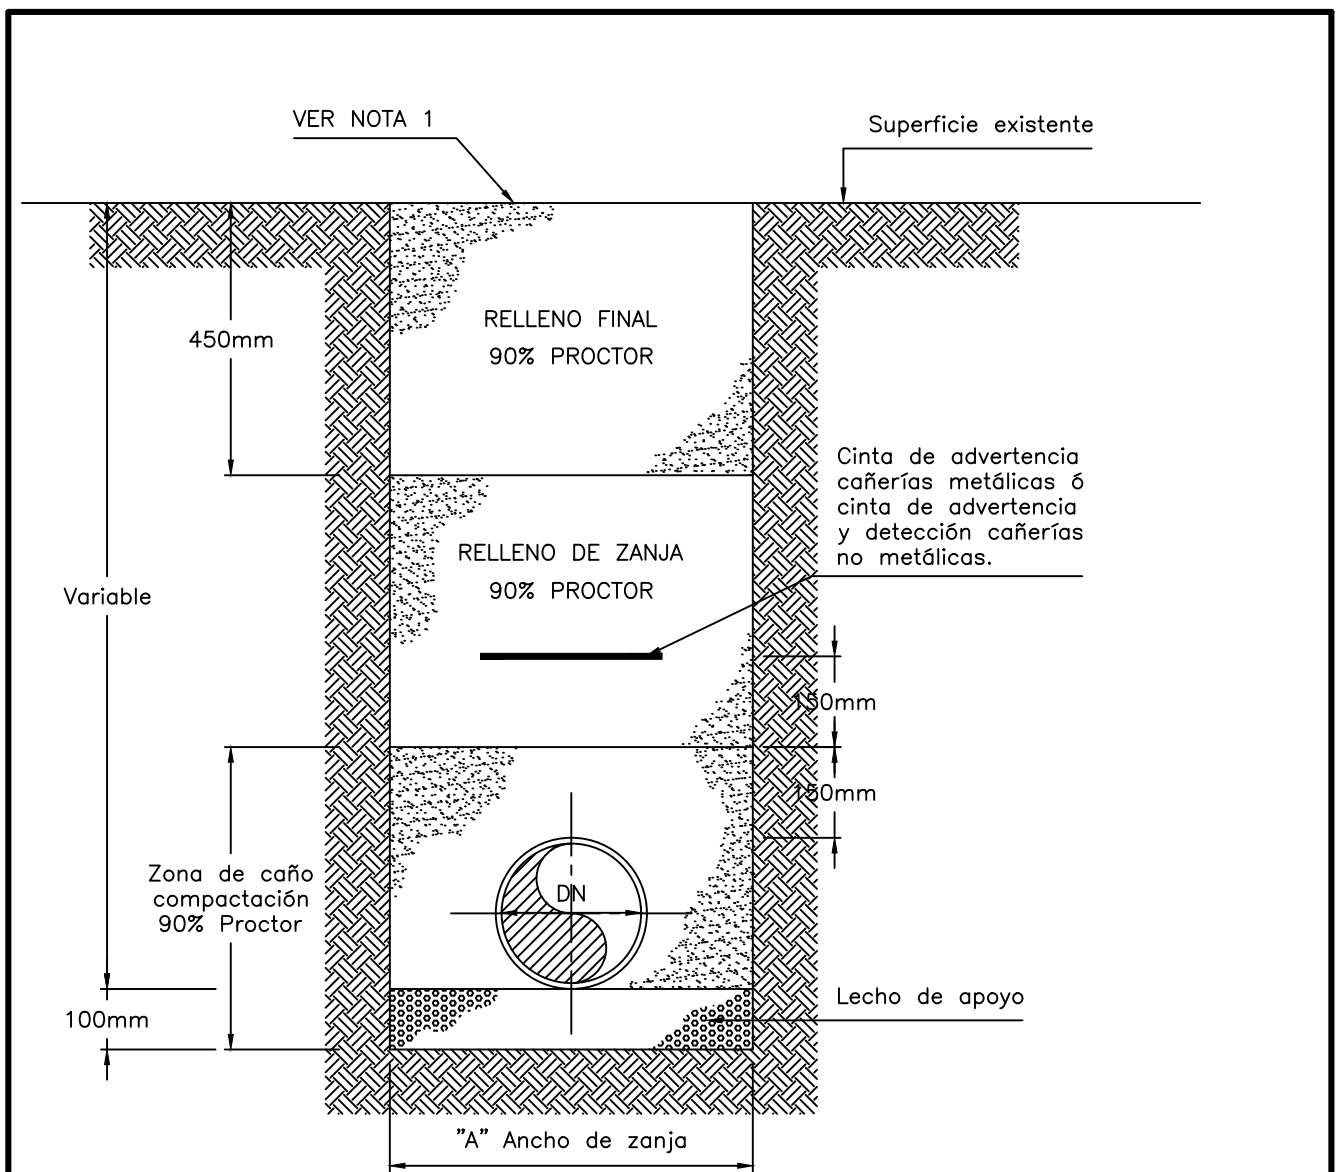 VER NOTA 1
Superficie existente
RELLENO FINAL
90% PROCTOR
450mm
Cinta de advertencia
cañerías metálicas ó
cinta de advertencia
y detección cañerías
no metálicas.
RELLENO DE ZANJA
90% PROCTOR
Variable
150mm
150mm
Zona de caño
compactación
90% Proctor
DN
Lecho de apoyo
100mm
"A" Ancho de zanja